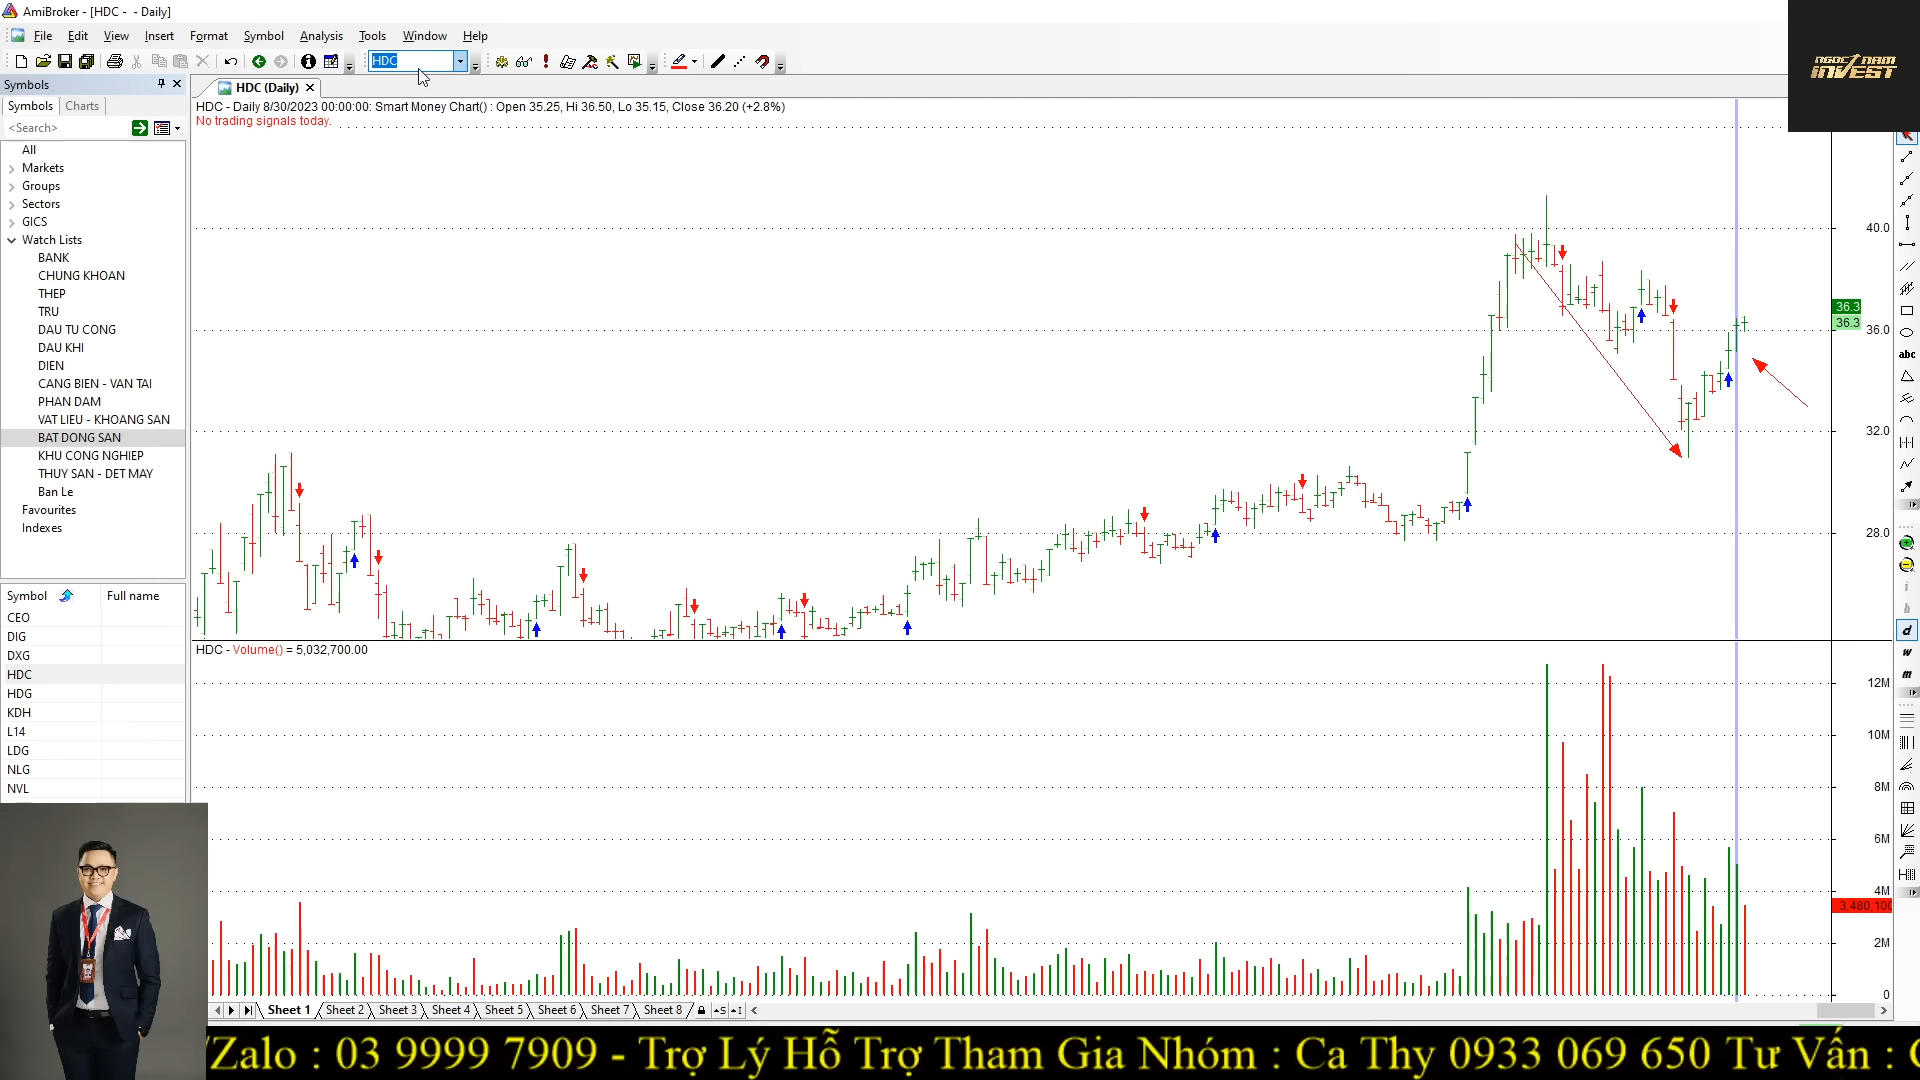 AmiBroker - [HDC - - Daily]
File Edit View Insert Format Symbol Analysis Tools Window Help
HDC
NGOC NAM
INVEST
Symbols
HDC (Daily)
Symbols Charts
HDC - Daily 8/30/2023 00:00:00: Smart Money Chart() : Open 35.25, Hi 36.50, Lo 35.15, Close 36.20 (+2.8%)
No trading signals today.
<Search>
All
Markets
Groups
Sectors
GICS
Watch Lists
BANK
CHUNG KHOAN
THEP
TRU
DAU TU CONG
DAU KHI
DIEN
CANG BIEN - VAN TAI
PHAN DAM
VAT LIEU - KHOANG SAN
BAT DONG SAN
KHU CONG NGHIEP
THUY SAN - DET MAY
Ban Le
Favourites
Indexes
40.0
36.3
36.3
36.0
32.0
28.0
abc
i
h
d
w
m
Symbol Full name
CEO
DIG
DXG
HDC
HDG
KDH
L14
LDG
NLG
NVL
HDC - Volume() = 5,032,700.00
12M
10M
8M
6M
4M
3,480,100
2M
0
Sheet 1 Sheet 2 Sheet 3 Sheet 4 Sheet 5 Sheet 6 Sheet 7 Sheet 8
/Zalo : 03 9999 7909 - Trợ Lý Hỗ Trợ Tham Gia Nhóm : Ca Thy 0933 069 650 Tư Vấn :